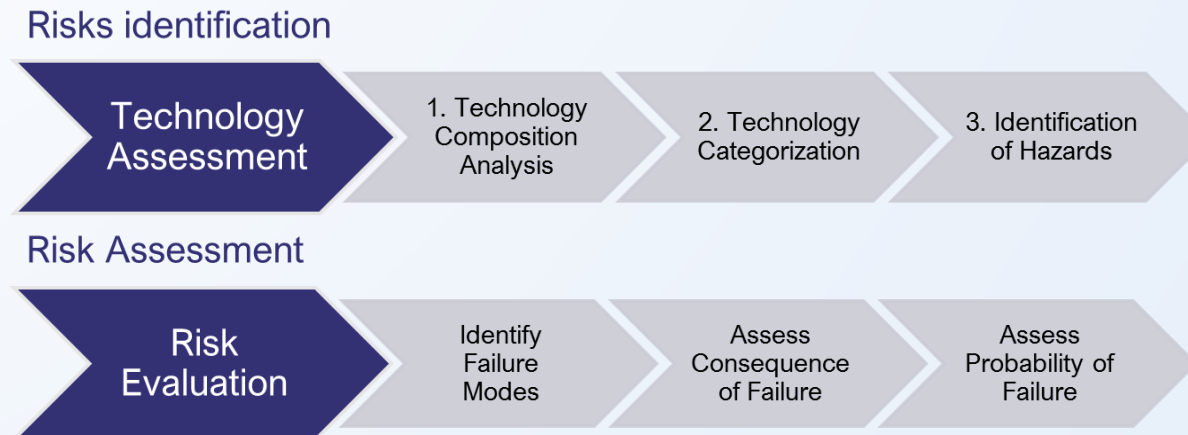 Risks identification
Technology
Assessment
1. Technology
Composition
Analysis
2. Technology
Categorization
3. Identification
of Hazards
Risk Assessment
Risk
Evaluation
Identify
Failure
Modes
Assess
Consequence
of Failure
Assess
Probability of
Failure